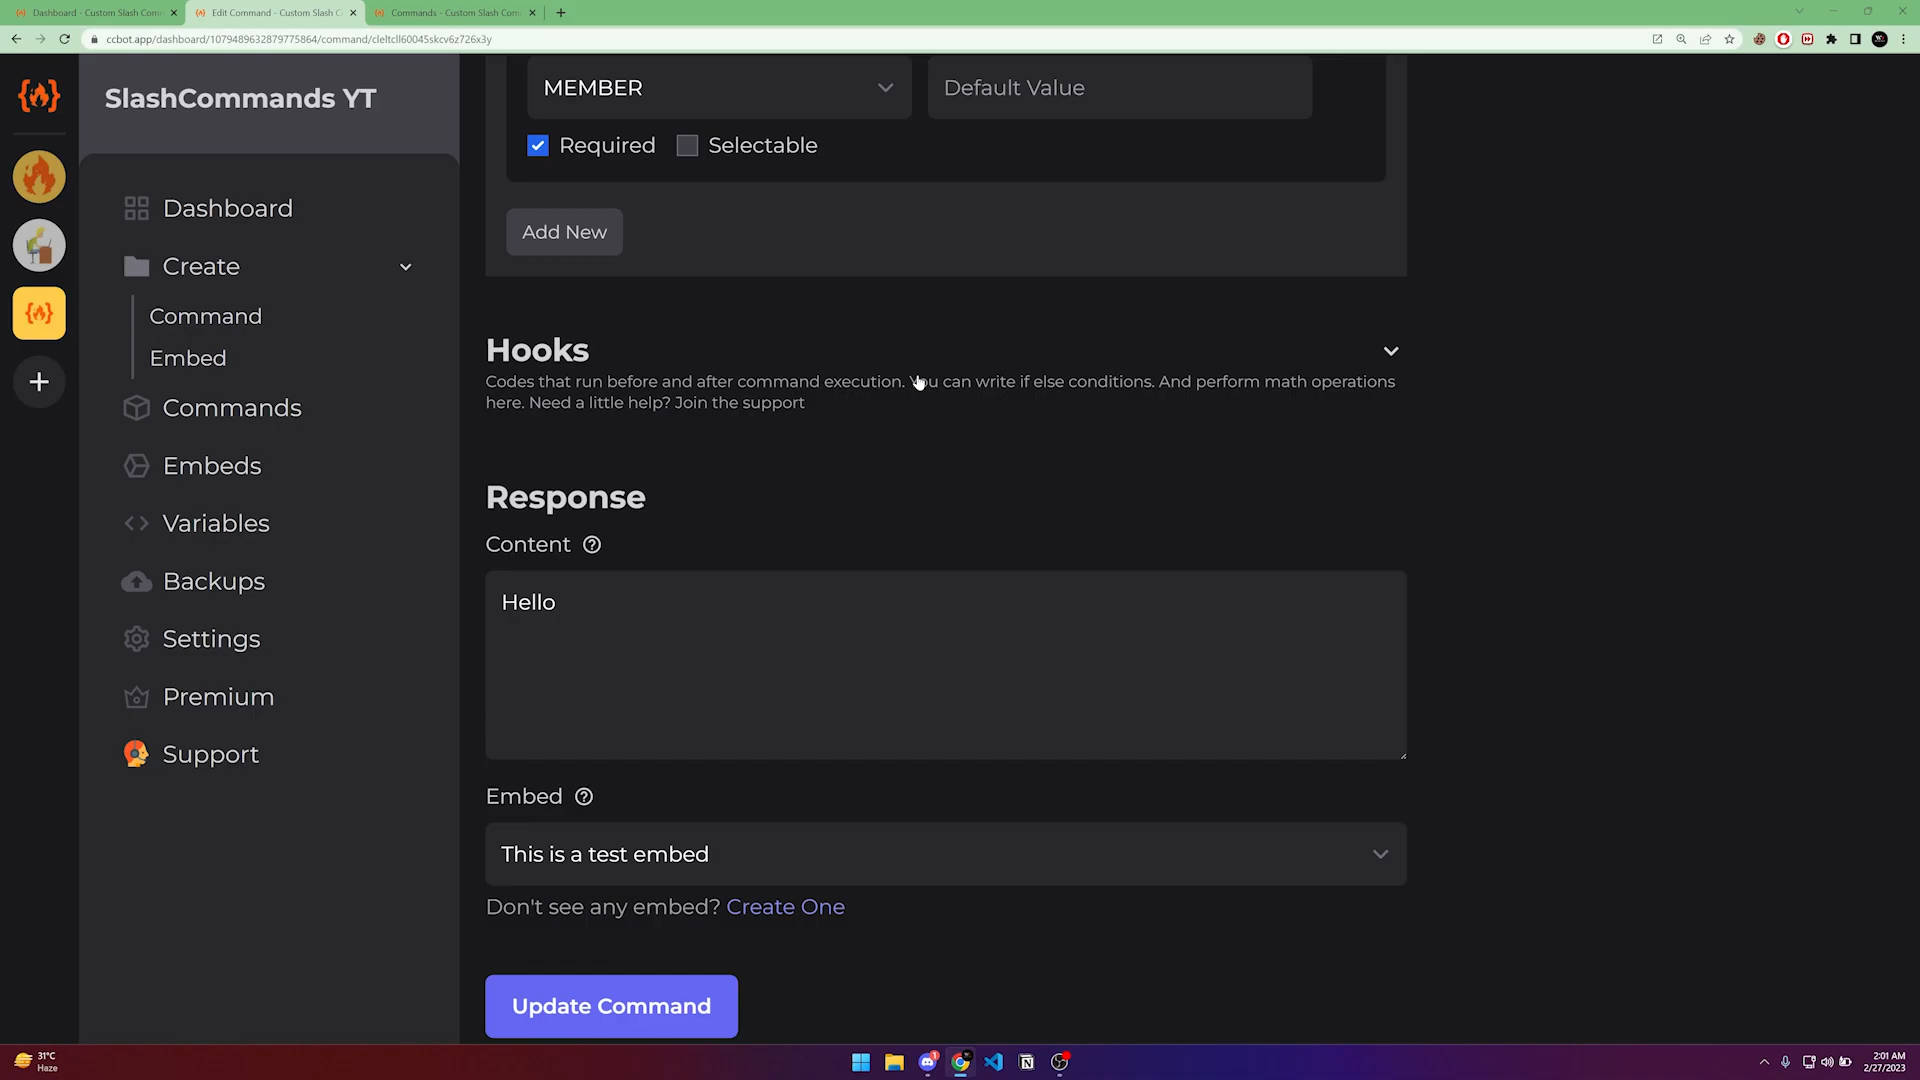 Dashboard - Custom Slash Com
Edit Command - Custom Slash C
Commands - Custom Slash Com
ccbot.app/dashboard/1079489632879775864/command/cleltcll60045skcv6z726x3y
SlashCommands YT
Dashboard
Create
Command
Embed
Commands
Embeds
Variables
Backups
Settings
Premium
Support
MEMBER
Default Value
Required
Selectable
Add New
Hooks
Codes that run before and after command execution. You can write if else conditions. And perform math operations
here. Need a little help? Join the support
Response
Content
Hello
Embed
This is a test embed
Don't see any embed? Create One
Update Command
31°C
Haze
2:01 AM
2/27/2023